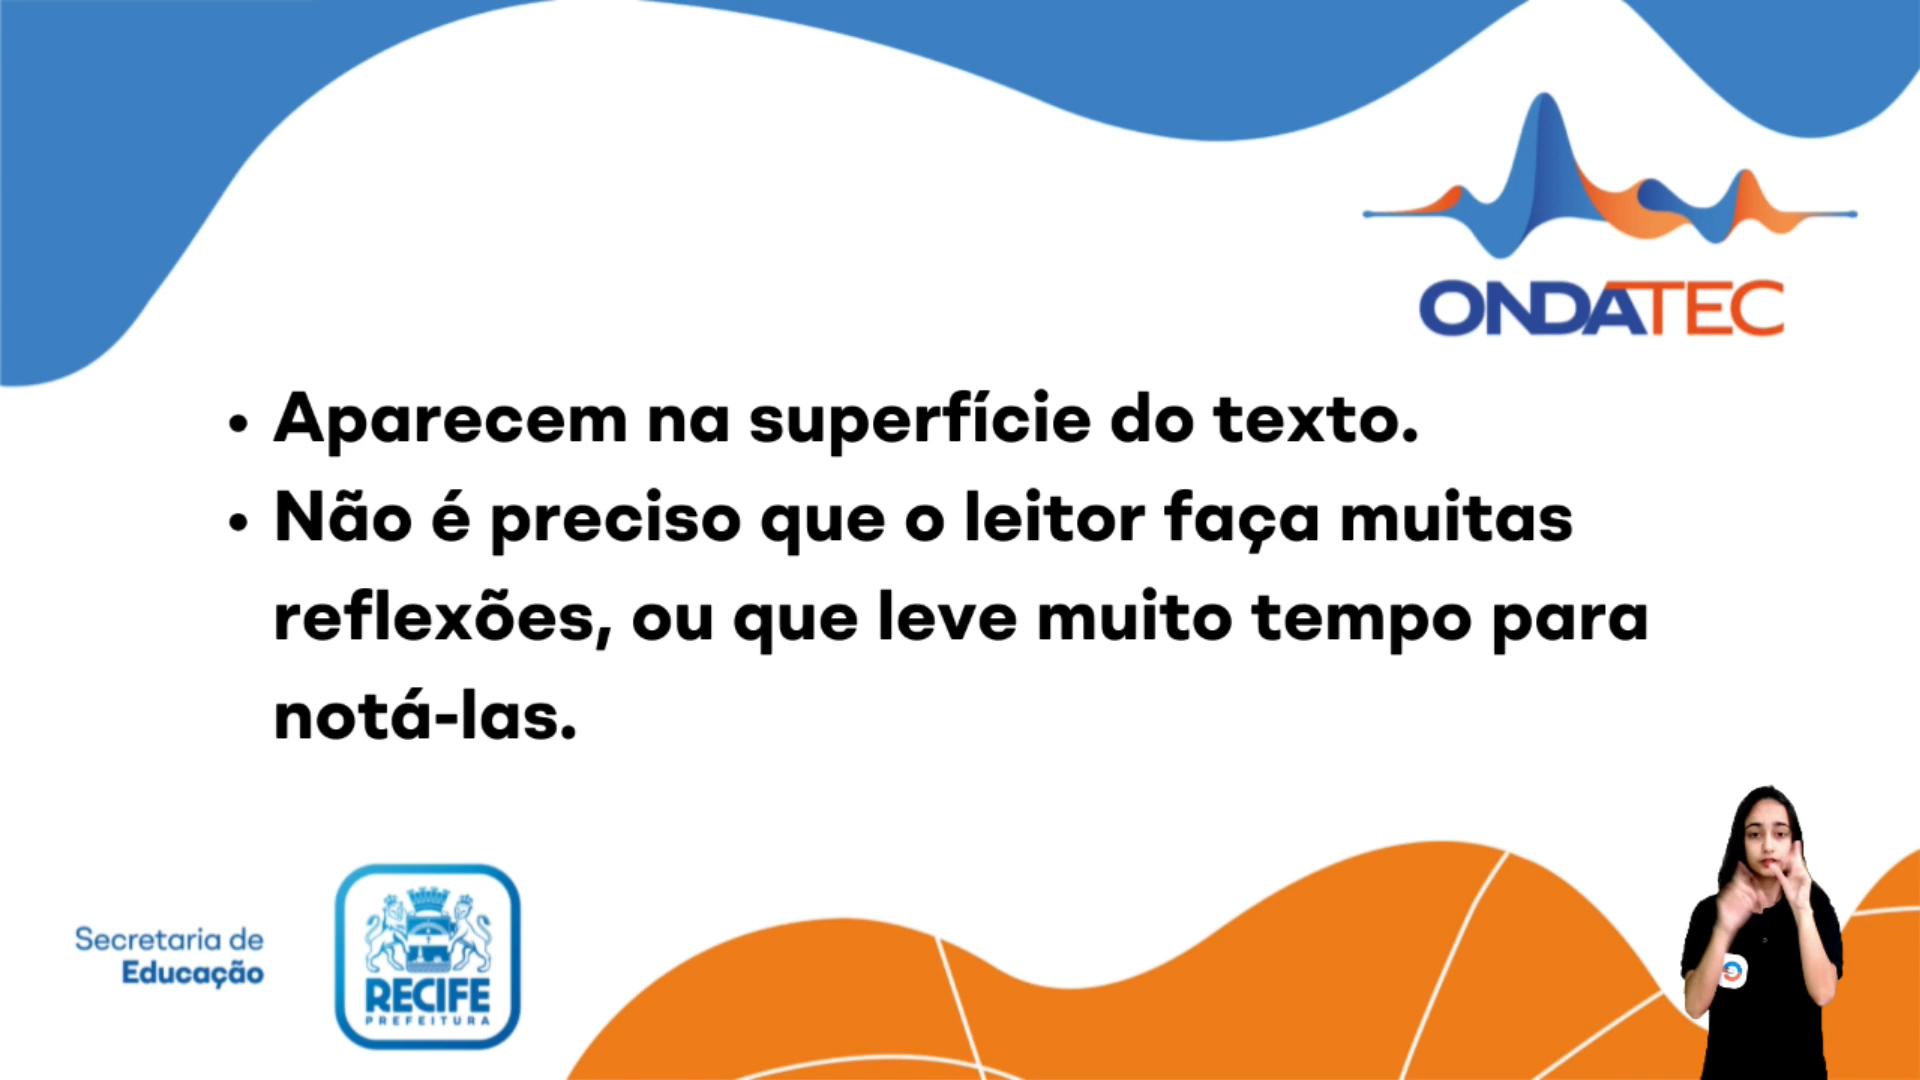 ONDATEC
• Aparecem na superfície do texto.
• Não é preciso que o leitor faça muitas
reflexões, ou que leve muito tempo para
notá-las.
Secretaria de
Educação
RECIFE
PREFEITURA